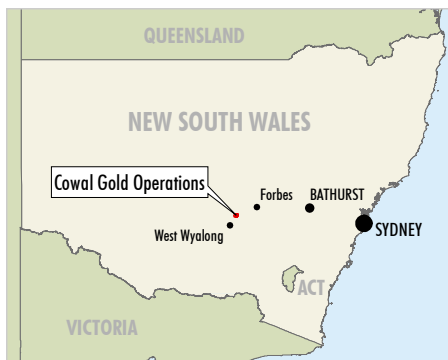 QUEENSLAND
NEW SOUTH WALES
Cowal Gold Operations
Forbes
BATHURST
West Wyalong
SYDNEY
ACT
VICTORIA